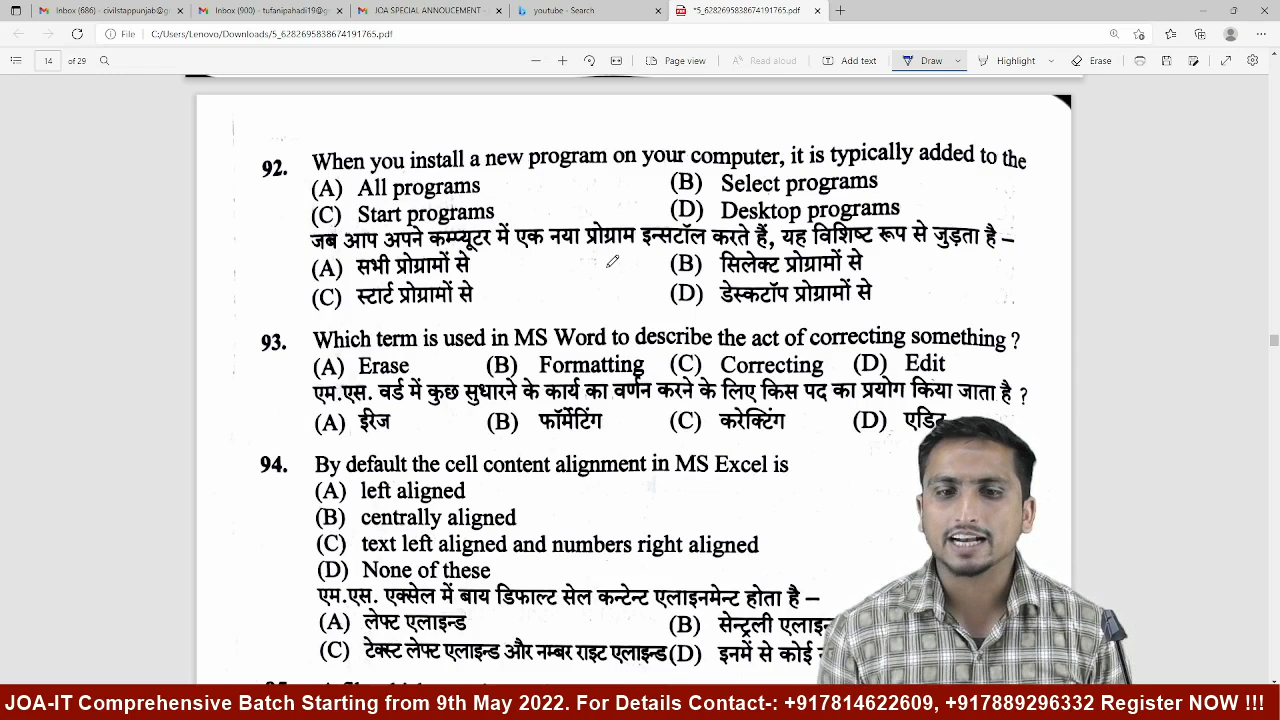 Inbox (686) - civilstappunjab@g
Inbox (900) - tufanipahadi19@g
JOA SPECIAL ANNOUCEMENT -
youtube - Search
*5_6282695838674191765.pdf
File C:/Users/Lenovo/Downloads/5_6282695838674191765.pdf
14 of 29 Page view Read aloud Add text Draw Highlight Erase
92. When you install a new program on your computer, it is typically added to the
(A) All programs (B) Select programs
(C) Start programs (D) Desktop programs
जब आप अपने कम्प्यूटर में एक नया प्रोग्राम इन्सटॉल करते हैं, यह विशिष्ट रूप से जुड़ता है –
(A) सभी प्रोग्रामों से (B) सिलेक्ट प्रोग्रामों से
(C) स्टार्ट प्रोग्रामों से (D) डेस्कटॉप प्रोग्रामों से
93. Which term is used in MS Word to describe the act of correcting something ?
(A) Erase (B) Formatting (C) Correcting (D) Edit
एम.एस. वर्ड में कुछ सुधारने के कार्य का वर्णन करने के लिए किस पद का प्रयोग किया जाता है ?
(A) ईरेज (B) फॉर्मेटिंग (C) करेक्टिंग (D) एडिट
94. By default the cell content alignment in MS Excel is
(A) left aligned
(B) centrally aligned
(C) text left aligned and numbers right aligned
(D) None of these
एम.एस. एक्सेल में बाय डिफाल्ट सेल कन्टेन्ट एलाइनमेन्ट होता है –
(A) लेफ्ट एलाइन्ड (B) सेन्ट्रली
(C) टेक्स्ट लेफ्ट एलाइन्ड और नम्बर राइट एलाइन्ड (D) इनमें से कोई
JOA-IT Comprehensive Batch Starting from 9th May 2022. For Details Contact-: +917814622609, +917889296332 Register NOW !!!